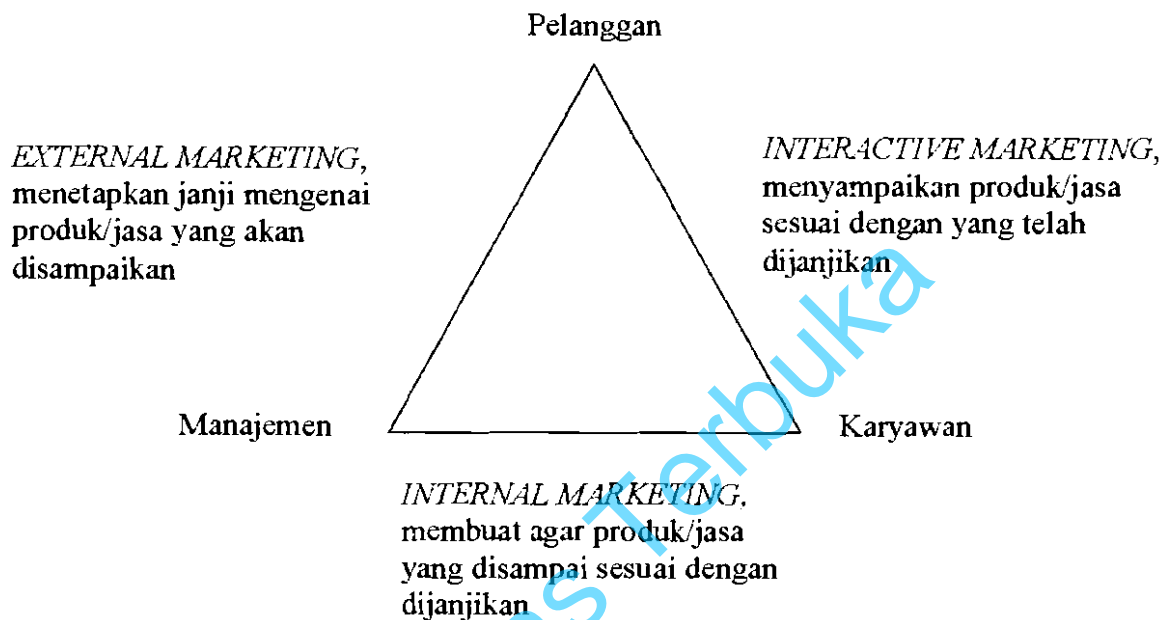 Pelanggan
EXTERNAL MARKETING,
menetapkan janji mengenai
produk/jasa yang akan
disampaikan
INTERACTIVE MARKETING,
menyampaikan produk/jasa
sesuai dengan yang telah
dijanjikan
Manajemen
Karyawan
INTERNAL MARKETING,
membuat agar produk/jasa
yang disampai sesuai dengan
dijanjikan
Terbuka